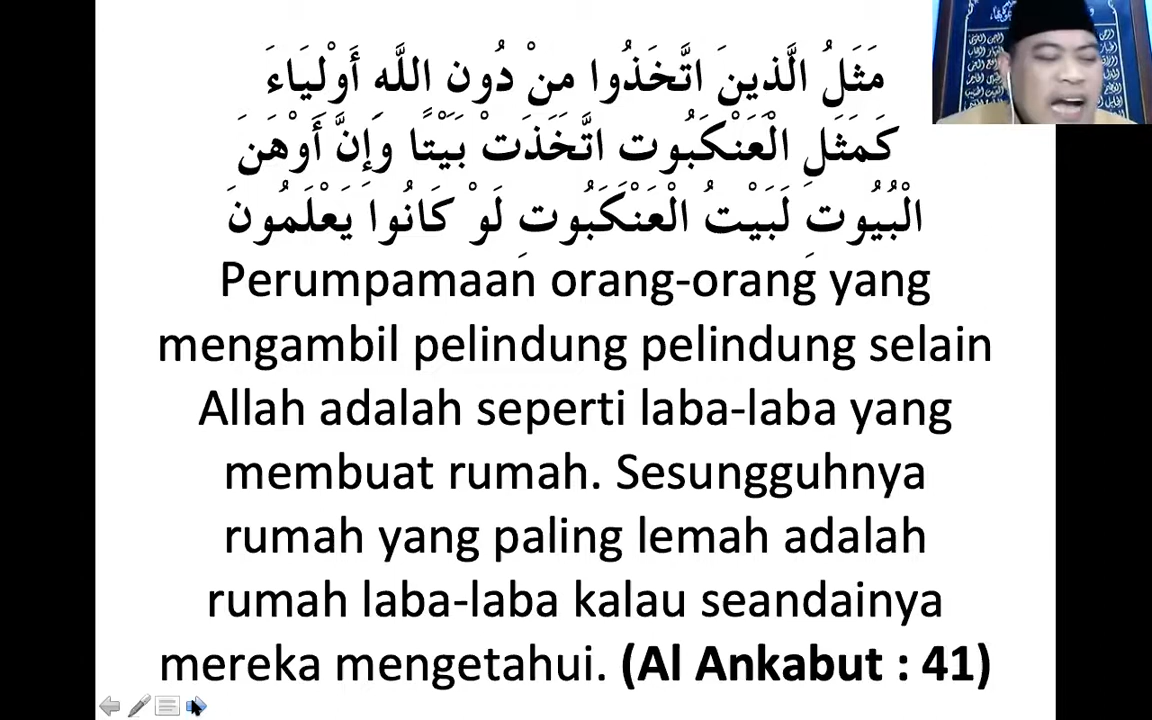 مَثَلُ الَّذِينَ اتَّخَذُوا مِنْ دُونِ اللَّهِ أَوْلِيَاءَ
كَمَثَلِ الْعَنْكَبُوتِ اتَّخَذَتْ بَيْتًا وَإِنَّ أَوْهَنَ
الْبُيُوتِ لَبَيْتُ الْعَنْكَبُوتِ لَوْ كَانُوا يَعْلَمُونَ
Perumpamaan orang-orang yang
mengambil pelindung pelindung selain
Allah adalah seperti laba-laba yang
membuat rumah. Sesungguhnya
rumah yang paling lemah adalah
rumah laba-laba kalau seandainya
mereka mengetahui. (Al Ankabut : 41)